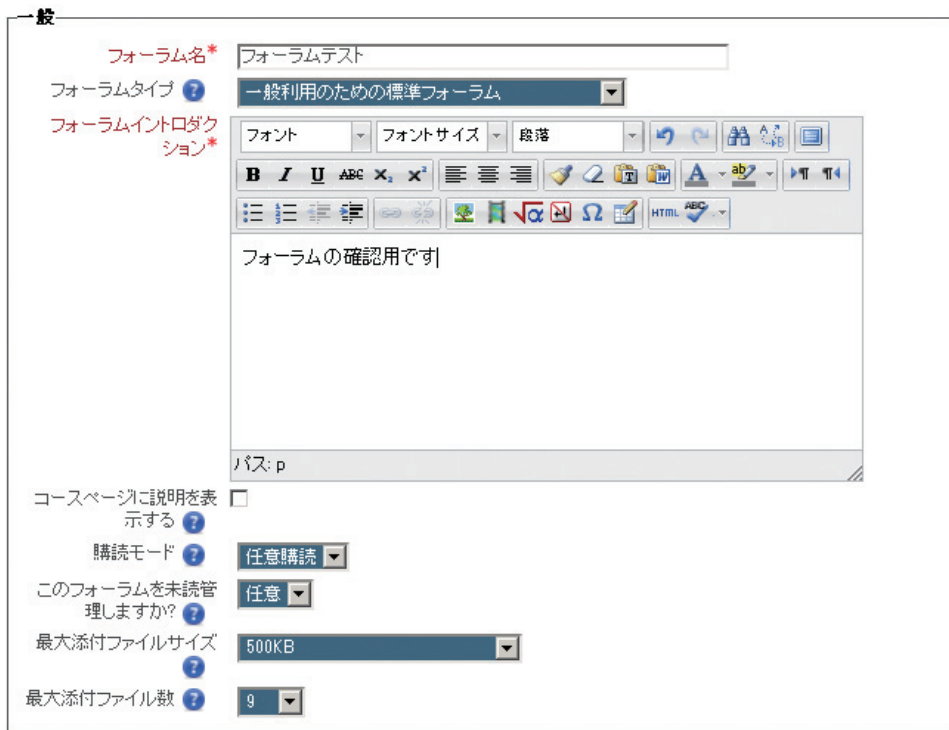 一般
フォーラム名* フォーラムテスト
フォーラムタイプ ? 一般利用のための標準フォーラム
フォーラムイントロダク
ション*
フォント フォントサイズ 段落
B I U ABC X₂ X² A ab
HTML ABC
フォーラムの確認用です
パス: p
コースページに説明を表
示する ?
購読モード ? 任意購読
このフォーラムを未読管
理しますか? ? 任意
最大添付ファイルサイズ
? 500KB
最大添付ファイル数 ? 9